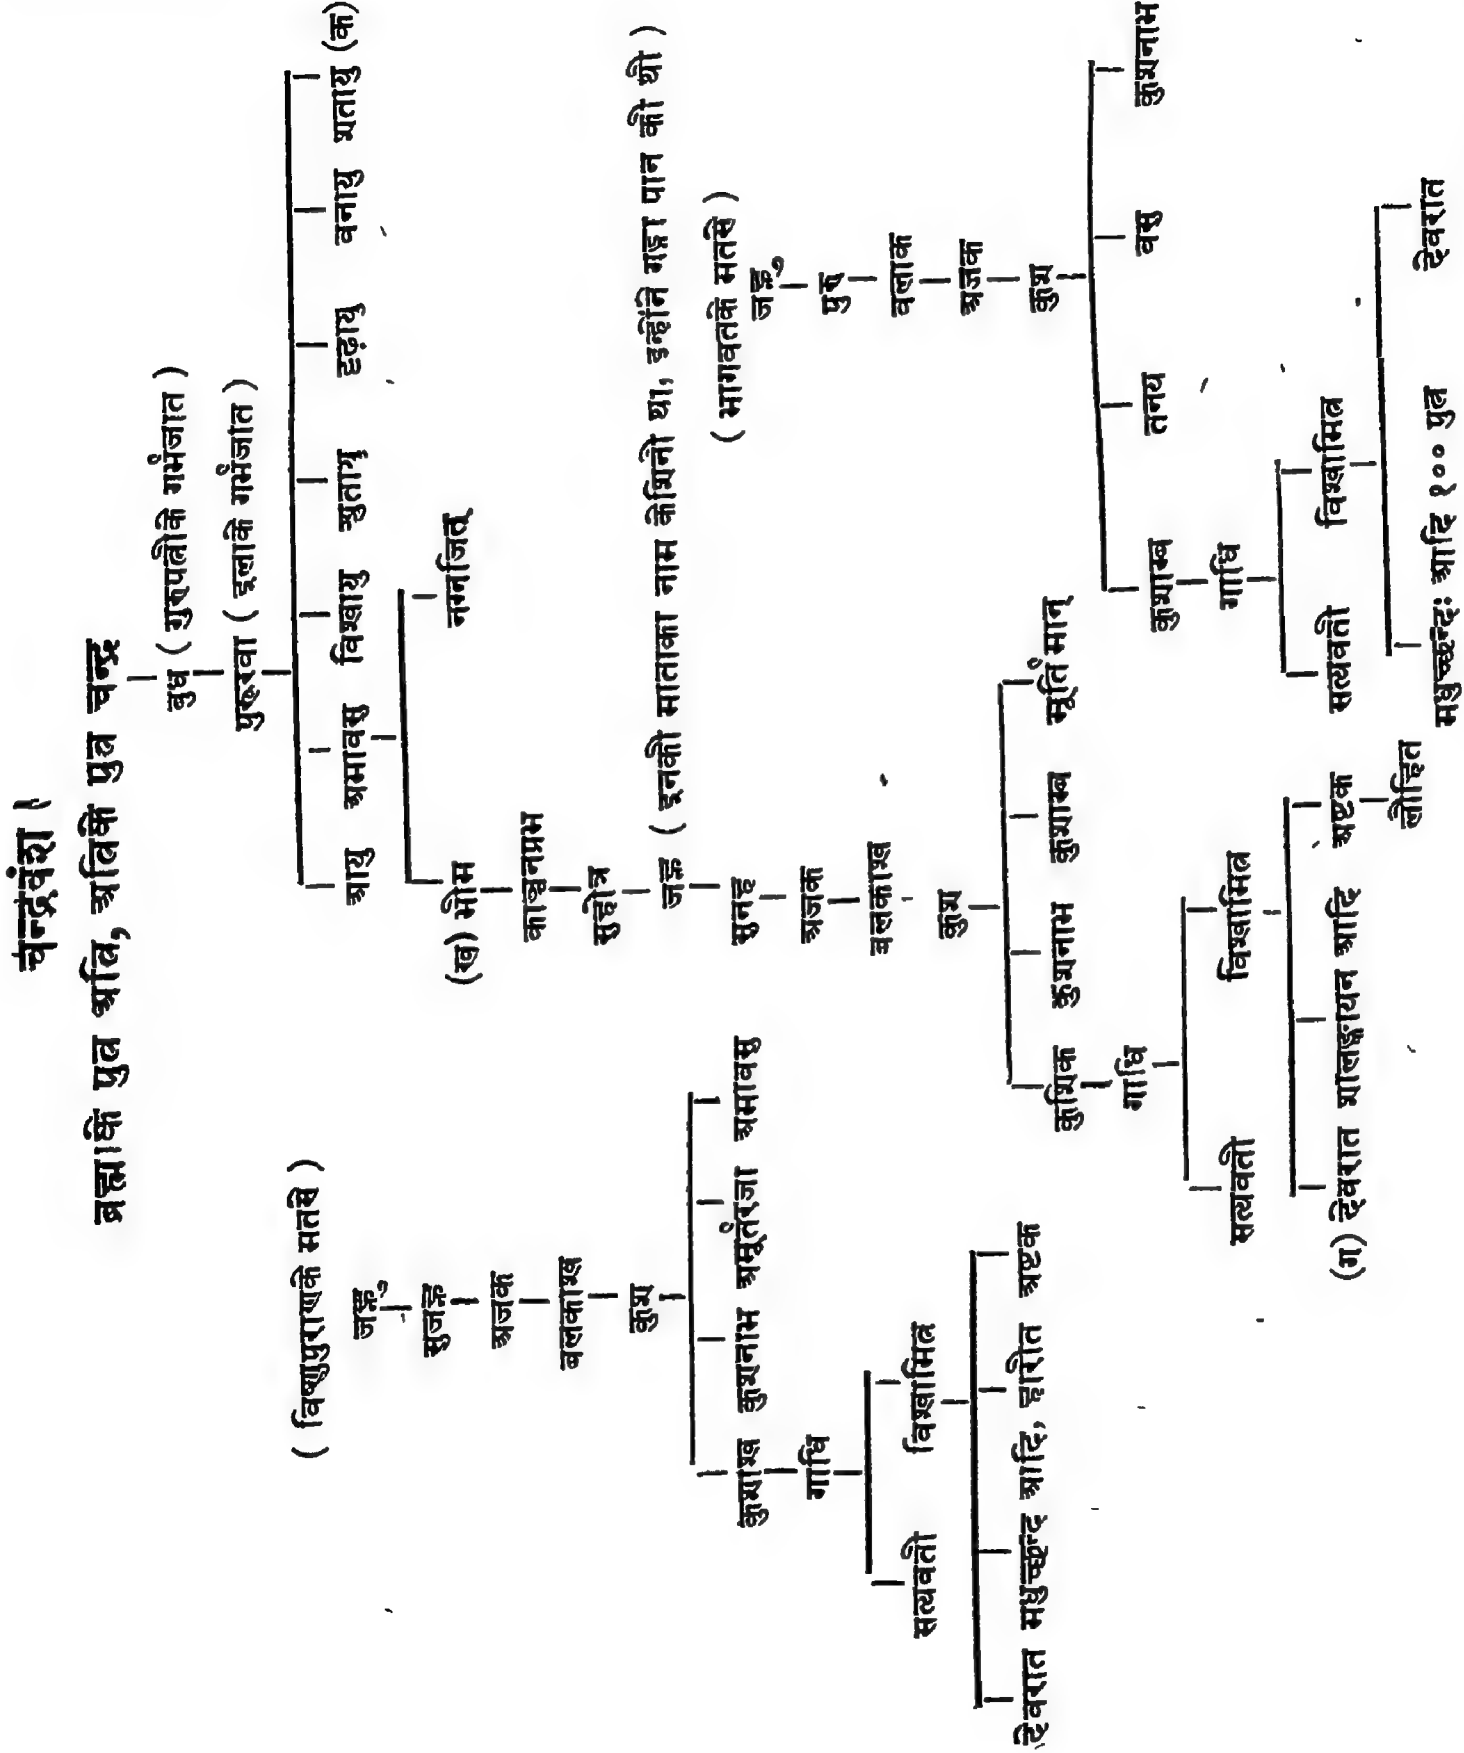 चन्द्रवंश।
ब्रह्माके पुत्र अत्रि, अत्रिके पुत्र चन्द्र
बुध ( गुरुपत्नीके गर्भजात )
पुरूरवा ( इलाके गर्भजात )
आयु अमावसु विश्वायु श्रुतायु दृढ़ायु वनायु शतायु (क)
(ख) भीम नग्नजित्
काञ्चनप्रभ
सुहोत्र
जह्नु ( इनकी माताका नाम केशिनी था, इन्होंने गङ्गा पान की थी )
सुनह
अजक
बलकाश्व
कुश
कुशिक कुशनाभ कुशाम्ब मूर्त्तिमान्
गाधि
सत्यवती विश्वामित्र
(ग) देवरात शालङ्कायन आदि अष्टक
लौहित
( विष्णुपुराणके मतसे )
जह्नु
सुजह्नु
अजक
बलकाश्व
कुश
कुशाश्व कुशनाभ अमूर्तरजा अमावसु
गाधि
सत्यवती विश्वामित्र
देवरात मधुच्छन्द आदि, हारीत अष्टक
( भागवतके मतसे )
जह्नु
पुरु
बलाक
अजक
कुश
कुशाम्ब तनय वसु कुशनाभ
गाधि
सत्यवती विश्वामित्र
मधुच्छन्दः आदि १०० पुत्र देवरात